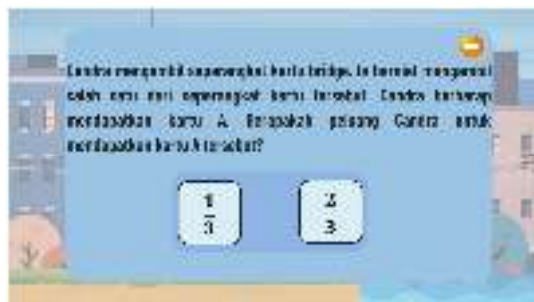 Candra mengambil seperangkat kartu bridge. Ia berniat mengambil
salah satu dari seperangkat kartu tersebut. Candra berharap
mendapatkan kartu A. Berapakah peluang Candra untuk
mendapatkan kartu A tersebut?
1
3
2
3